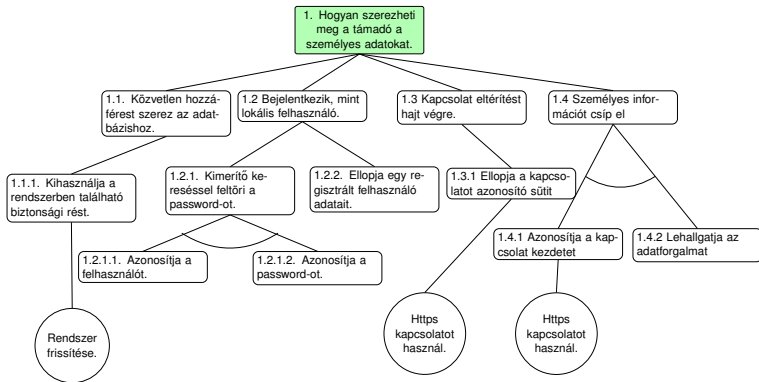 1. Hogyan szerezheti
meg a támadó a
személyes adatokat.
1.1. Közvetlen hozzá-
férest szerez az adat-
bázishoz.
1.2 Bejelentkezik, mint
lokális felhasználó.
1.3 Kapcsolat eltérítést
hajt végre.
1.4 Személyes infor-
mációt csíp el
1.1.1. Kihasználja a
rendszerben található
biztonsági rést.
1.2.1. Kimerítő ke-
reséssel feltöri a
password-ot.
1.2.2. Ellopja egy re-
gisztrált felhasználó
adatait.
1.3.1 Ellopja a kapcso-
latot azonosító sütit
1.2.1.1. Azonosítja a
felhasználót.
1.2.1.2. Azonosítja a
password-ot.
1.4.1 Azonosítja a kap-
csolat kezdetet
1.4.2 Lehallgatja az
adatforgalmat
Rendszer
frissítése.
Https
kapcsolatot
használ.
Https
kapcsolatot
használ.